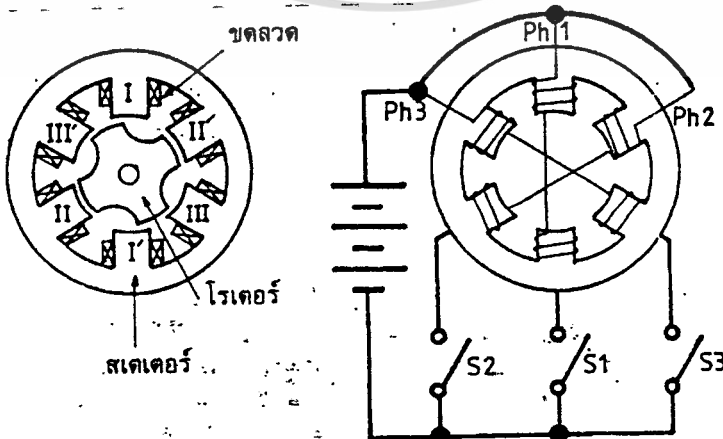 ขดลวด
I
II'
III
I'
II
III'
โรเตอร์
สเตเตอร์
Ph1
Ph2
Ph3
S2
S1
S3